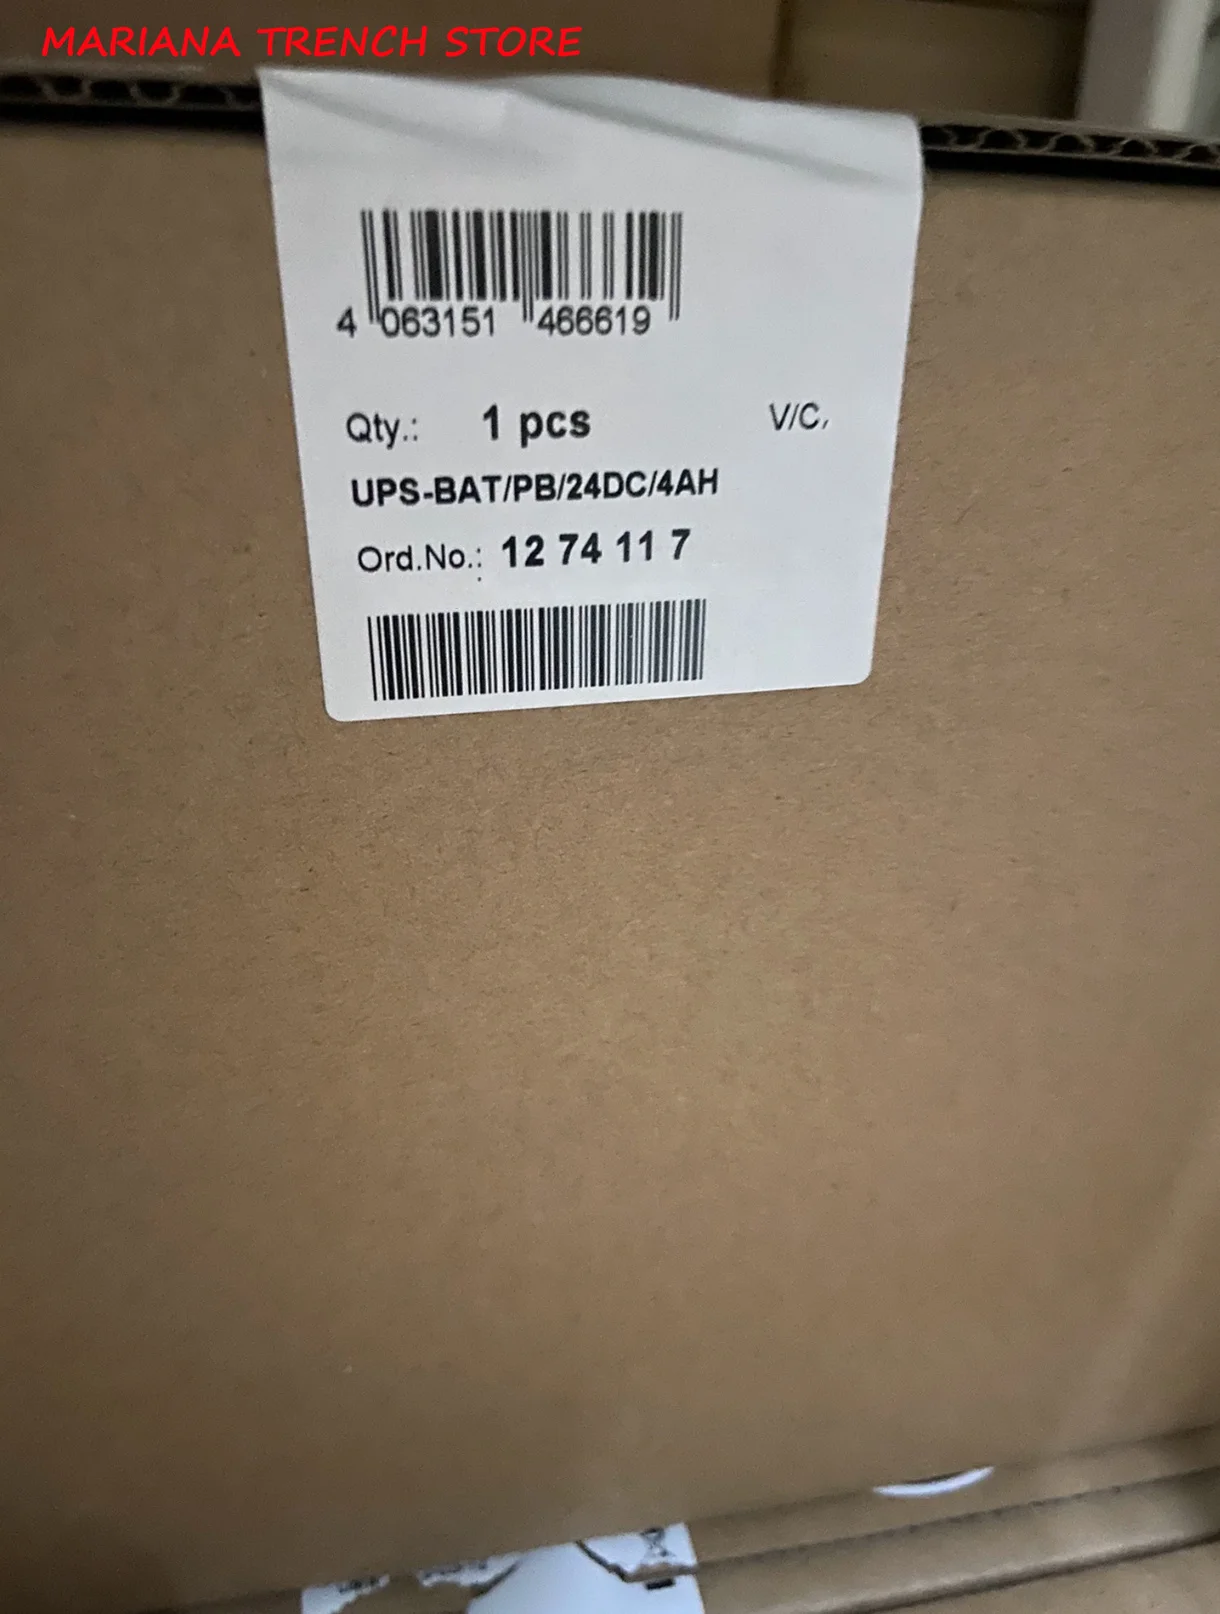 MARIANA TRENCH STORE
4 063151 466619
Qty.: 1 pcs V/C,
UPS-BAT/PB/24DC/4AH
Ord.No.: 12 74 11 7